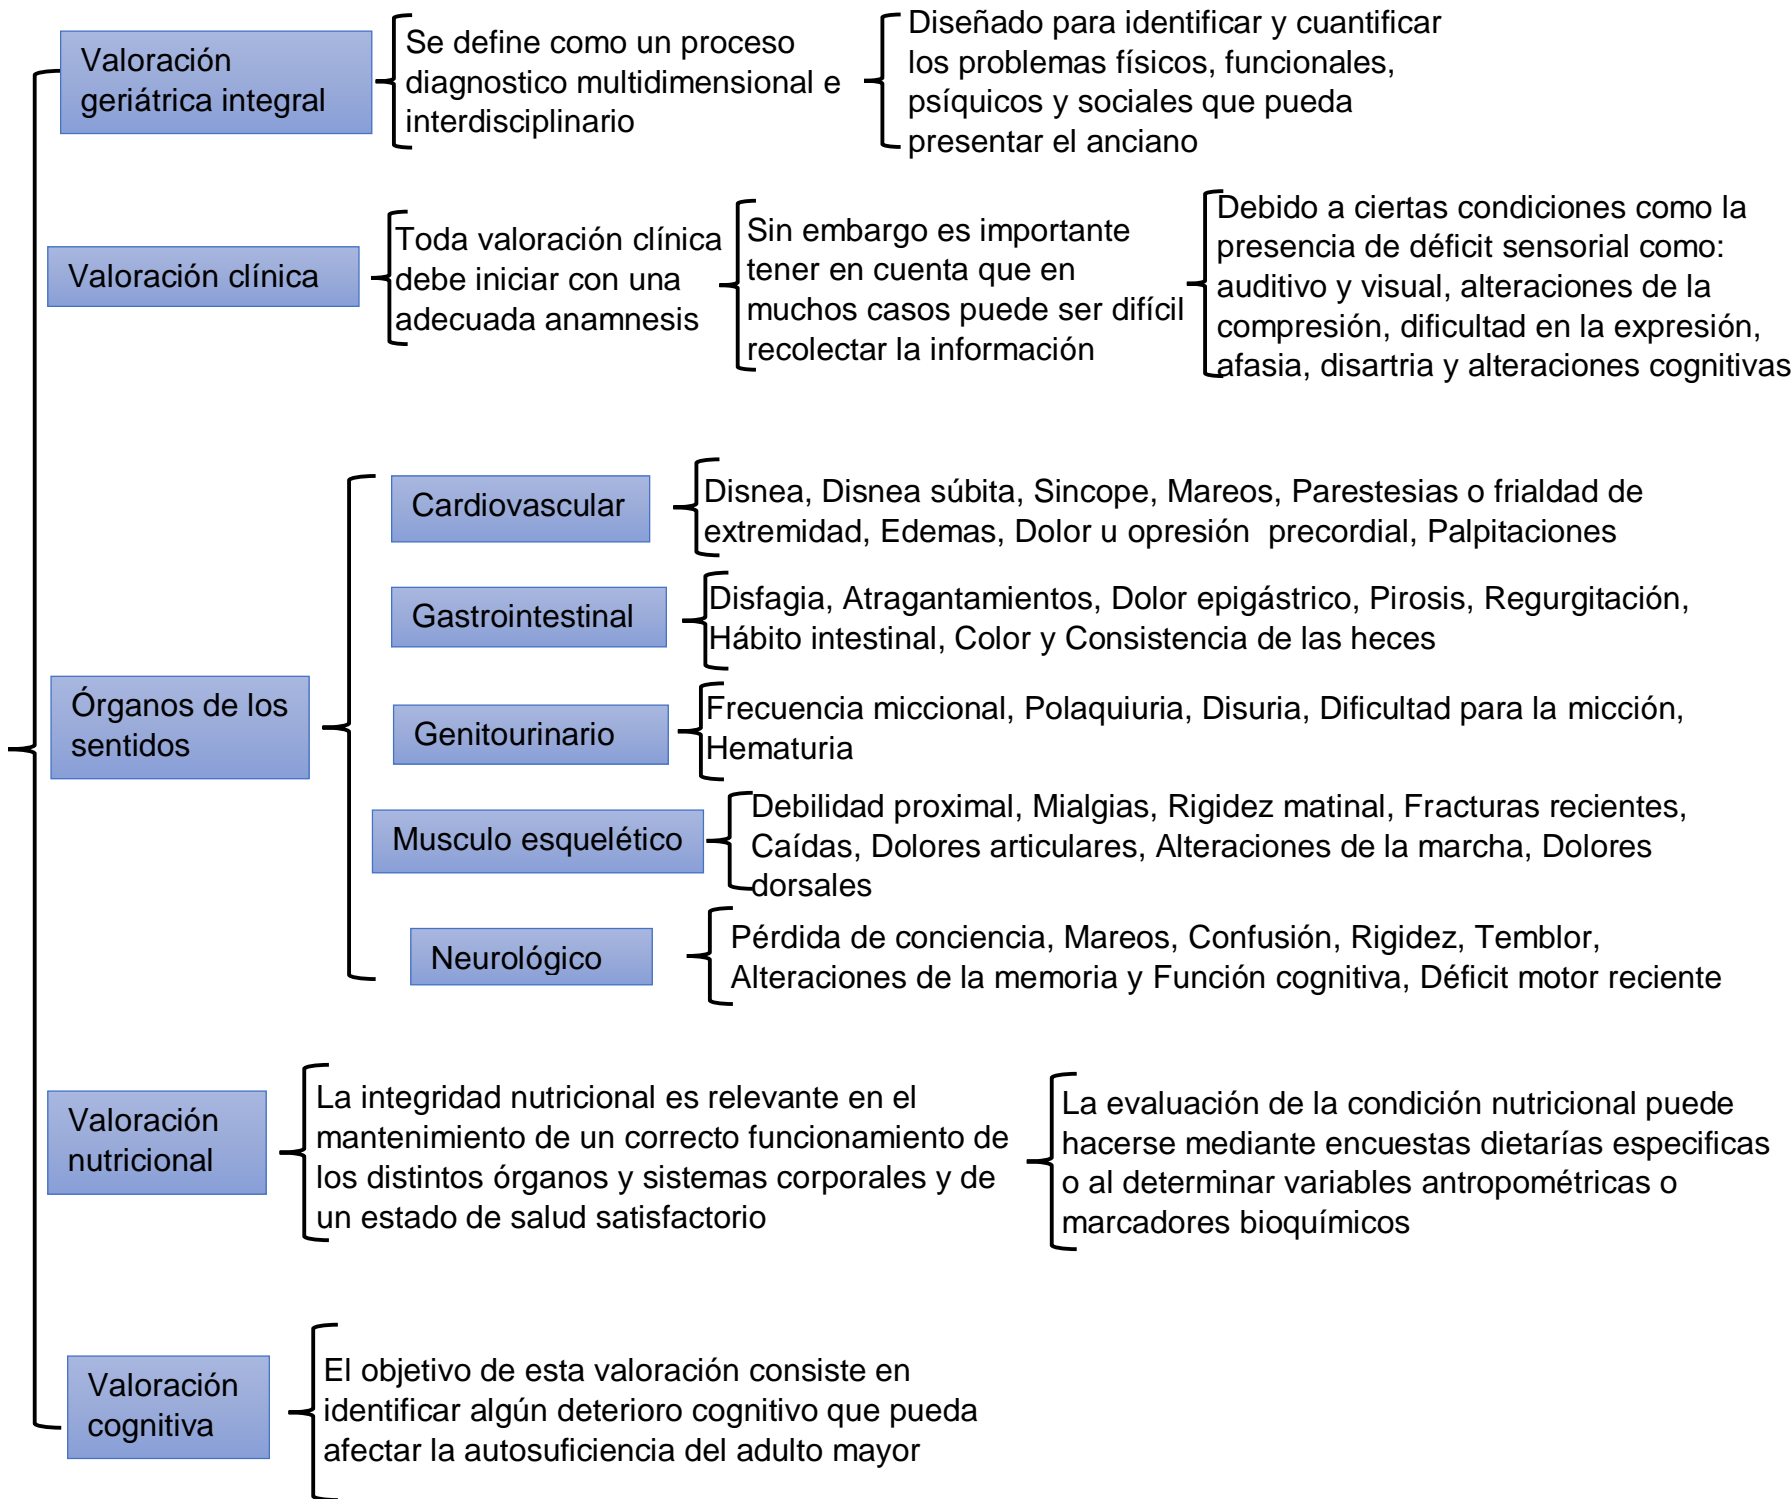 Valoración
geriátrica integral
Se define como un proceso
diagnostico multidimensional e
interdisciplinario
Diseñado para identificar y cuantificar
los problemas físicos, funcionales,
psíquicos y sociales que pueda
presentar el anciano
Valoración clínica
Toda valoración clínica
debe iniciar con una
adecuada anamnesis
Sin embargo es importante
tener en cuenta que en
muchos casos puede ser difícil
recolectar la información
Debido a ciertas condiciones como la
presencia de déficit sensorial como:
auditivo y visual, alteraciones de la
compresión, dificultad en la expresión,
afasia, disartria y alteraciones cognitivas
Órganos de los
sentidos
Cardiovascular
Disnea, Disnea súbita, Sincope, Mareos, Parestesias o frialdad de
extremidad, Edemas, Dolor u opresión  precordial, Palpitaciones
Gastrointestinal
Disfagia, Atragantamientos, Dolor epigástrico, Pirosis, Regurgitación,
Hábito intestinal, Color y Consistencia de las heces
Genitourinario
Frecuencia miccional, Polaquiuria, Disuria, Dificultad para la micción,
Hematuria
Musculo esquelético
Debilidad proximal, Mialgias, Rigidez matinal, Fracturas recientes,
Caídas, Dolores articulares, Alteraciones de la marcha, Dolores
dorsales
Neurológico
Pérdida de conciencia, Mareos, Confusión, Rigidez, Temblor,
Alteraciones de la memoria y Función cognitiva, Déficit motor reciente
Valoración
nutricional
La integridad nutricional es relevante en el
mantenimiento de un correcto funcionamiento de
los distintos órganos y sistemas corporales y de
un estado de salud satisfactorio
La evaluación de la condición nutricional puede
hacerse mediante encuestas dietarías especificas
o al determinar variables antropométricas o
marcadores bioquímicos
Valoración
cognitiva
El objetivo de esta valoración consiste en
identificar algún deterioro cognitivo que pueda
afectar la autosuficiencia del adulto mayor